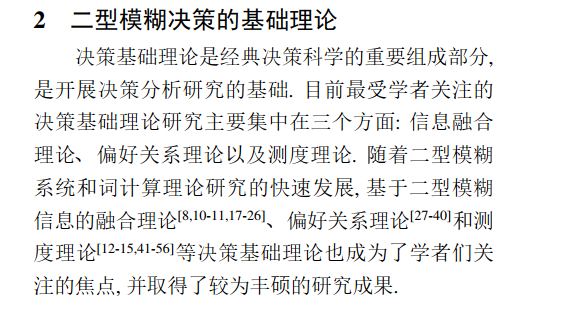 2 二型模糊决策的基础理论
决策基础理论是经典决策科学的重要组成部分,
是开展决策分析研究的基础. 目前最受学者关注的
决策基础理论研究主要集中在三个方面: 信息融合
理论、偏好关系理论以及测度理论. 随着二型模糊
系统和词计算理论研究的快速发展, 基于二型模糊
信息的融合理论[8,10-11,17-26]、偏好关系理论[27-40]和测
度理论[12-15,41-56]等决策基础理论也成为了学者们关
注的焦点, 并取得了较为丰硕的研究成果.